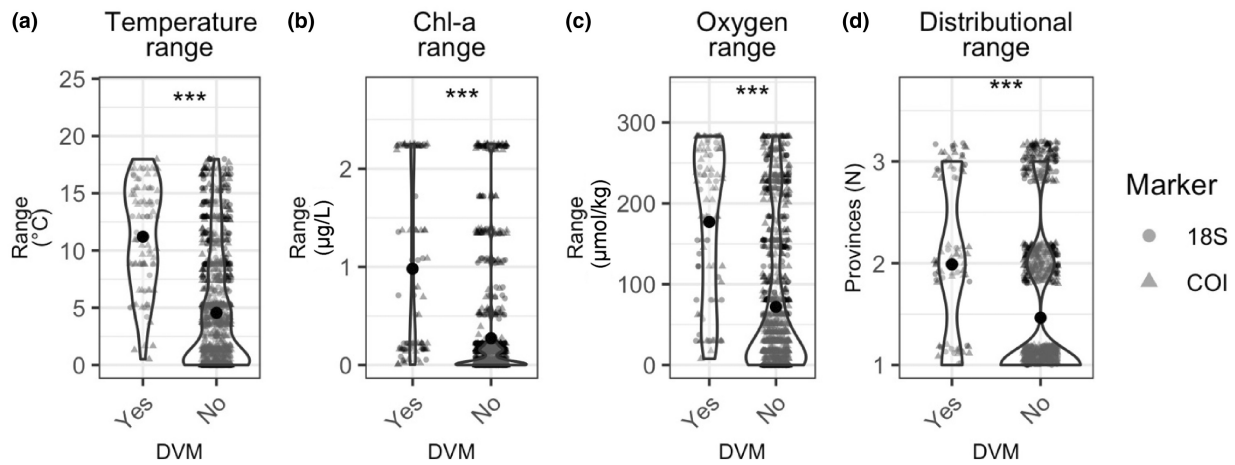 (a) Temperature
range
Range
(°C)
25
20
15
10
5
0
***
Yes No
DVM
(b) Chl-a
range
Range
(µg/L)
2
1
0
***
Yes No
DVM
(c) Oxygen
range
Range
(µmol/kg)
300
200
100
0
***
Yes No
DVM
(d) Distributional
range
Provinces (N)
3
2
1
***
Yes No
DVM
Marker
18S
COI